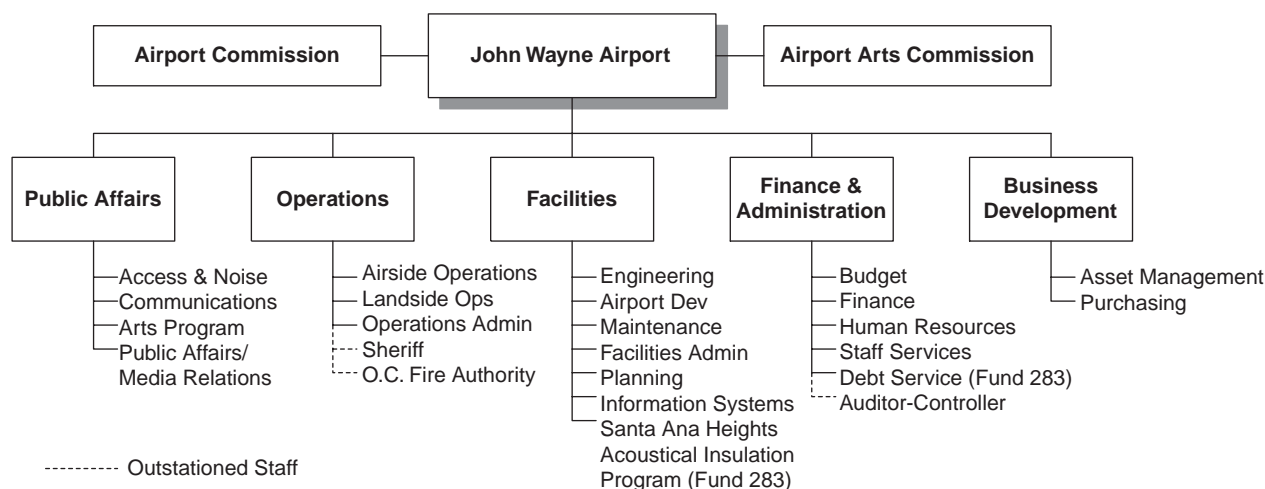 Airport Commission
John Wayne Airport
Airport Arts Commission
Public Affairs
Operations
Facilities
Finance &
Administration
Business
Development
Access & Noise
Communications
Arts Program
Public Affairs/
Media Relations
Airside Operations
Landside Ops
Operations Admin
Sheriff
O.C. Fire Authority
Engineering
Airport Dev
Maintenance
Facilities Admin
Planning
Information Systems
Santa Ana Heights
Acoustical Insulation
Program (Fund 283)
Budget
Finance
Human Resources
Staff Services
Debt Service (Fund 283)
Auditor-Controller
Asset Management
Purchasing
Outstationed Staff